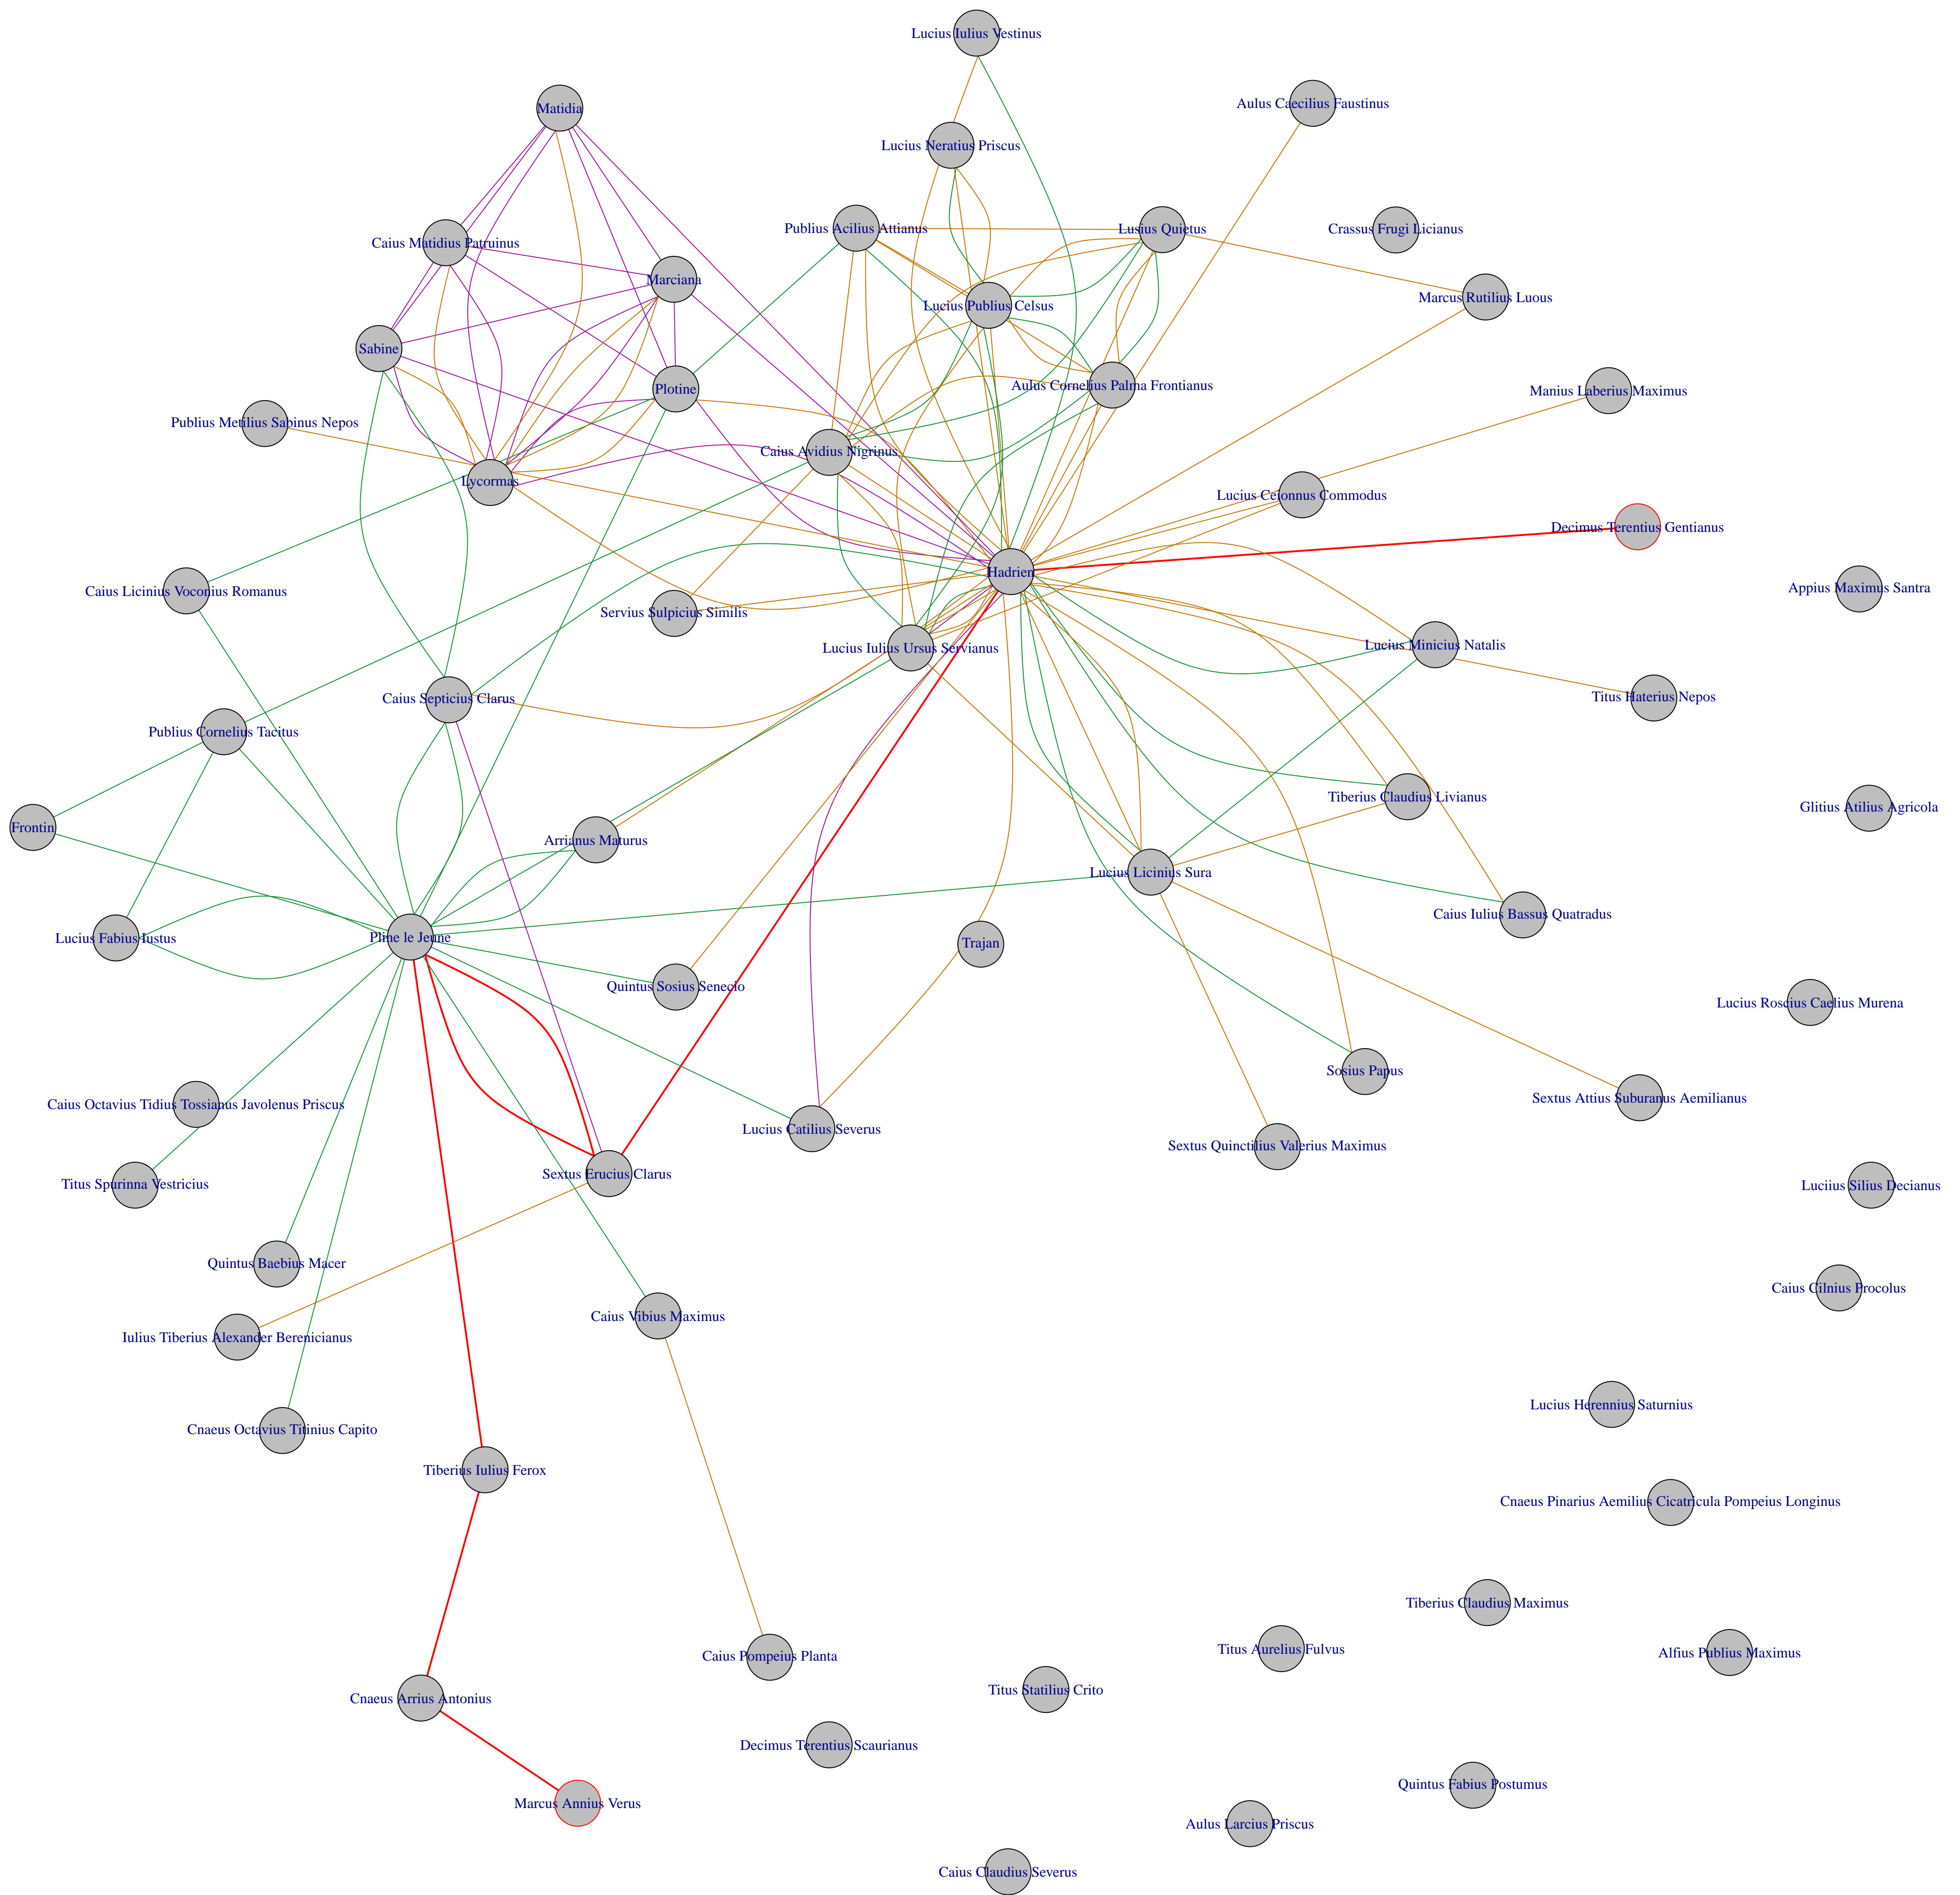 Lucius Iulius Vestinus
Matidia
Aulus Caecilius Faustinus
Lucius Neratius Priscus
Publius Acilius Attianus
Lusius Quietus
Crassus Frugi Licianus
Caius Matidius Patruinus
Marciana
Marcus Rutilius Luous
Lucius Publius Celsus
Sabine
Plotine
Aulus Cornelius Palma Frontianus
Manius Laberius Maximus
Publius Metilius Sabinus Nepos
Caius Avidius Nigrinus
Lycormas
Lucius Ceionnus Commodus
Decimus Terentius Gentianus
Hadrien
Caius Licinius Voconius Romanus
Appius Maximus Santra
Servius Sulpicius Similis
Lucius Iulius Ursus Servianus
Lucius Minicius Natalis
Caius Septicius Clarus
Titus Haterius Nepos
Publius Cornelius Tacitus
Tiberius Claudius Livianus
Glitius Atilius Agricola
Frontin
Arrianus Maturus
Lucius Licinius Sura
Caius Iulius Bassus Quatradus
Lucius Fabius Iustus
Pline le Jeune
Trajan
Quintus Sosius Senecio
Lucius Roscius Caelius Murena
Sosius Papus
Sextus Attius Suburanus Aemilianus
Caius Octavius Tidius Tossianus Javolenus Priscus
Lucius Catilius Severus
Sextus Quinctilius Valerius Maximus
Sextus Erucius Clarus
Titus Spurinna Vestricius
Luciius Silius Decianus
Quintus Baebius Macer
Caius Cilnius Procolus
Caius Vibius Maximus
Iulius Tiberius Alexander Berenicianus
Lucius Herennius Saturnius
Cnaeus Octavius Titinius Capito
Tiberius Iulius Ferox
Cnaeus Pinarius Aemilius Cicatricula Pompeius Longinus
Tiberius Claudius Maximus
Titus Aurelius Fulvus
Alfius Publius Maximus
Caius Pompeius Planta
Titus Statilius Crito
Cnaeus Arrius Antonius
Decimus Terentius Scaurianus
Quintus Fabius Postumus
Marcus Annius Verus
Aulus Larcius Priscus
Caius Claudius Severus